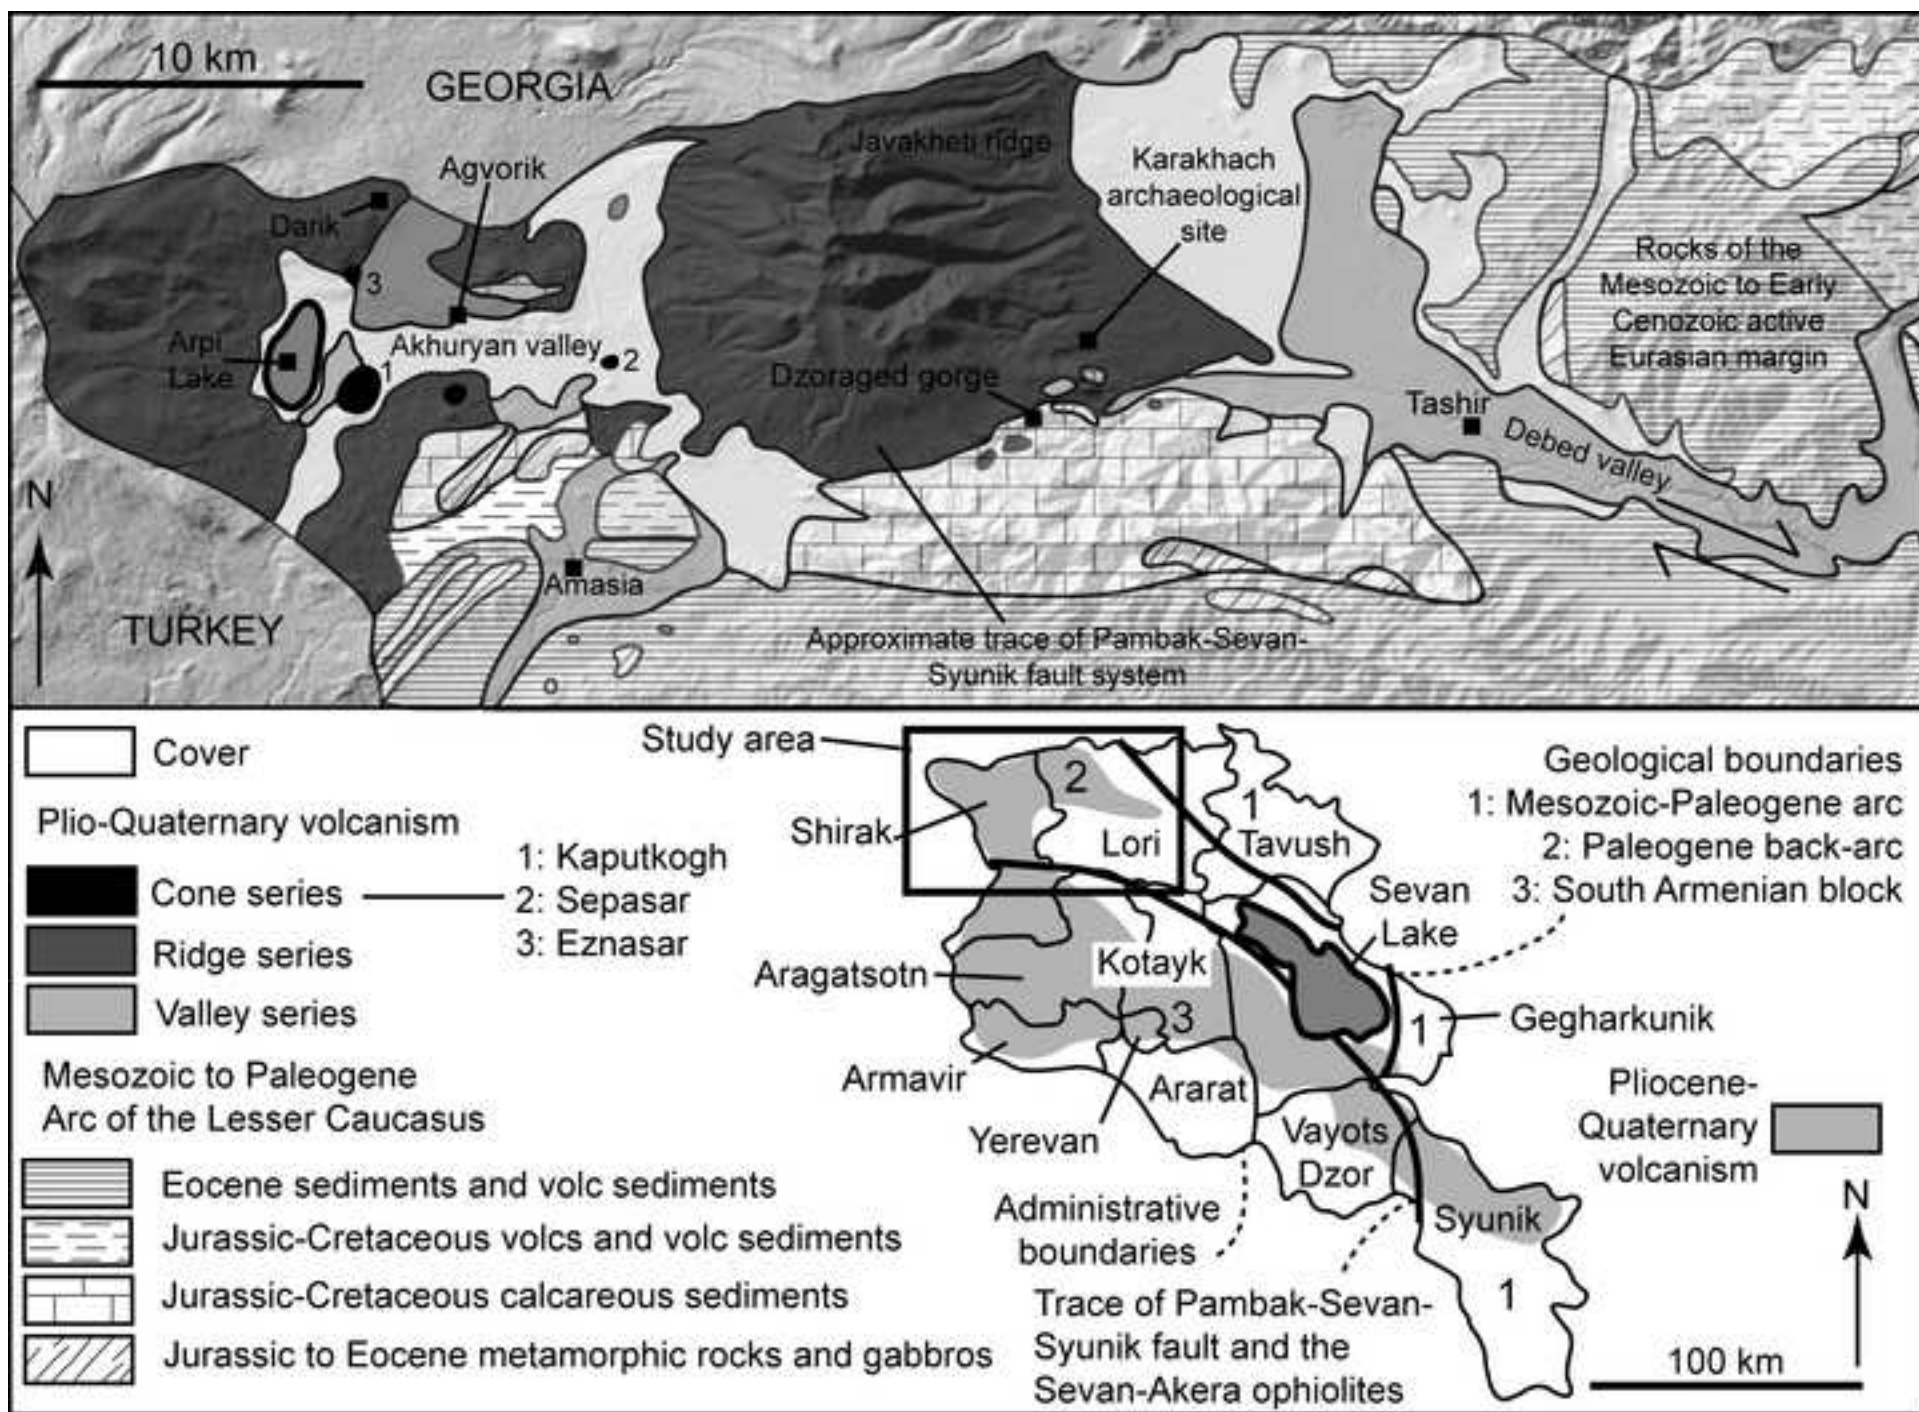 10 km
GEORGIA
Javakheti ridge
Karakhach
archaeological
site
Agvorik
Darik
3
Rocks of the
Mesozoic to Early
Cenozoic active
Eurasian margin
Arpi
Lake
1
Akhuryan valley
2
Dzoraged gorge
Tashir
Debed valley
N
Amasia
TURKEY
Approximate trace of Pambak-Sevan-
Syunik fault system
Cover
Plio-Quaternary volcanism
Cone series
1: Kaputkogh
2: Sepasar
3: Eznasar
Ridge series
Valley series
Mesozoic to Paleogene
Arc of the Lesser Caucasus
Eocene sediments and volc sediments
Jurassic-Cretaceous volcs and volc sediments
Jurassic-Cretaceous calcareous sediments
Jurassic to Eocene metamorphic rocks and gabbros
Study area
2
1
Shirak
Lori
Tavush
Geological boundaries
1: Mesozoic-Paleogene arc
2: Paleogene back-arc
3: South Armenian block
Sevan
Lake
Kotayk
Aragatsotn
3
1
Gegharkunik
Armavir
Ararat
Yerevan
Vayots
Dzor
Pliocene-
Quaternary
volcanism
Administrative
boundaries
Syunik
N
1
Trace of Pambak-Sevan-
Syunik fault and the
Sevan-Akera ophiolites
100 km